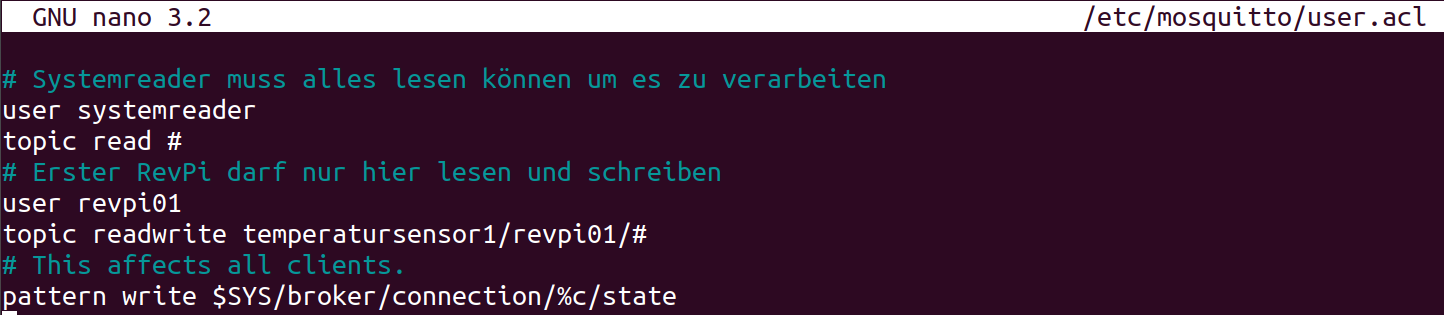 GNU nano 3.2 /etc/mosquitto/user.acl
# Systemreader muss alles lesen können um es zu verarbeiten
user systemreader
topic read #
# Erster RevPi darf nur hier lesen und schreiben
user revpi01
topic readwrite temperatursensor1/revpi01/#
# This affects all clients.
pattern write $SYS/broker/connection/%c/state